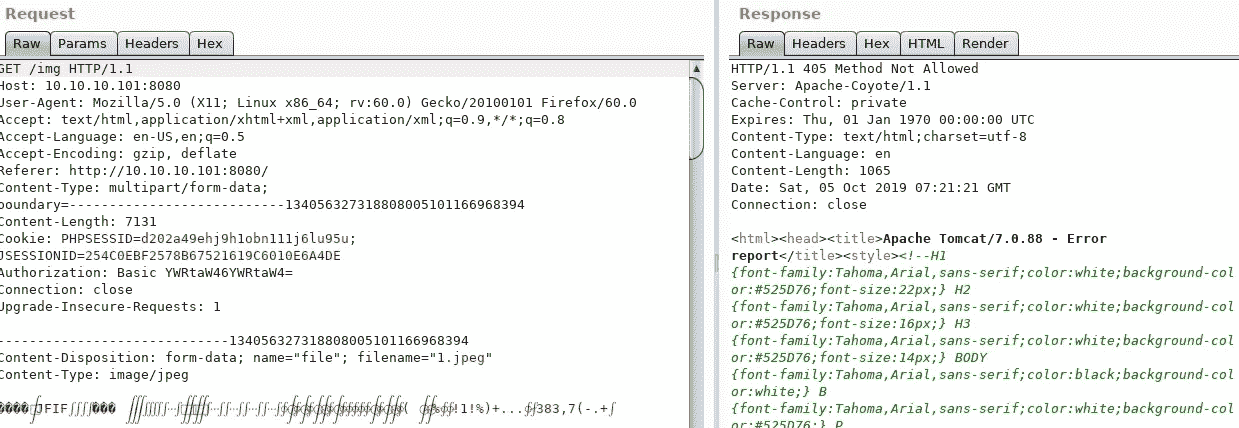 Request
Raw Params Headers Hex
GET /img HTTP/1.1
Host: 10.10.10.101:8080
User-Agent: Mozilla/5.0 (X11; Linux x86_64; rv:60.0) Gecko/20100101 Firefox/60.0
Accept: text/html,application/xhtml+xml,application/xml;q=0.9,*/*;q=0.8
Accept-Language: en-US,en;q=0.5
Accept-Encoding: gzip, deflate
Referer: http://10.10.10.101:8080/
Content-Type: multipart/form-data;
boundary=---------------------------134056327318808005101166968394
Content-Length: 7131
Cookie: PHPSESSID=d202a49ehj9h1obn111j6lu95u;
JSESSIONID=254C0EBF2578B67521619C6010E6A4DE
Authorization: Basic YWRtaW46YWRtaW4=
Connection: close
Upgrade-Insecure-Requests: 1
-----------------------------134056327318808005101166968394
Content-Disposition: form-data; name="file"; filename="1.jpeg"
Content-Type: image/jpeg
JFIF
Response
Raw Headers Hex HTML Render
HTTP/1.1 405 Method Not Allowed
Server: Apache-Coyote/1.1
Cache-Control: private
Expires: Thu, 01 Jan 1970 00:00:00 UTC
Content-Type: text/html;charset=utf-8
Content-Language: en
Content-Length: 1065
Date: Sat, 05 Oct 2019 07:21:21 GMT
Connection: close
<html><head><title>Apache Tomcat/7.0.88 - Error
report</title><style><!--H1
{font-family:Tahoma,Arial,sans-serif;color:white;background-col
or:#525D76;font-size:22px;} H2
{font-family:Tahoma,Arial,sans-serif;color:white;background-col
or:#525D76;font-size:16px;} H3
{font-family:Tahoma,Arial,sans-serif;color:white;background-col
or:#525D76;font-size:14px;} BODY
{font-family:Tahoma,Arial,sans-serif;color:black;background-col
or:white;} B
{font-family:Tahoma,Arial,sans-serif;color:white;background-col
or:#525D76;} P